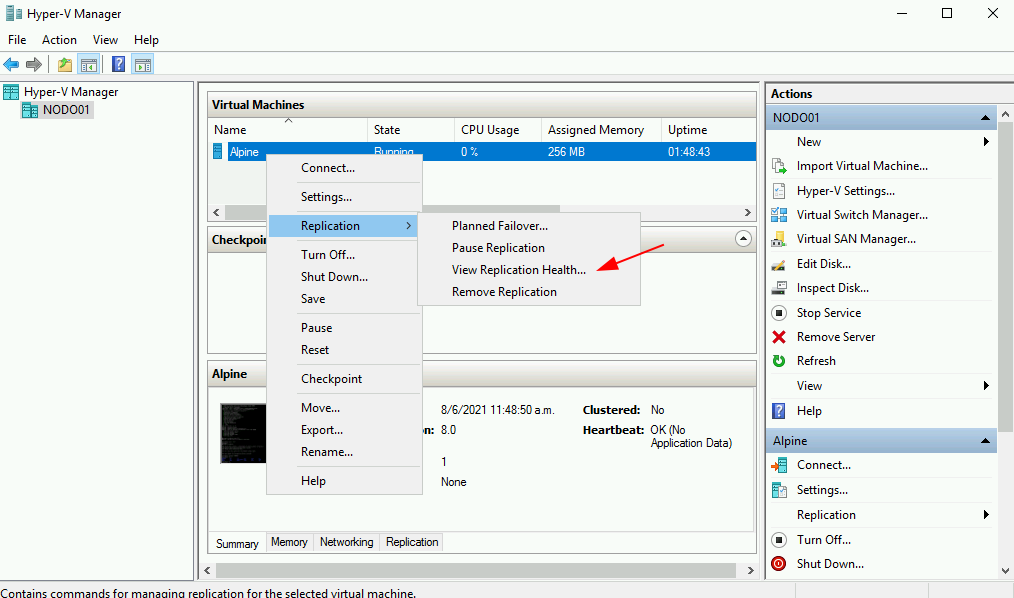 Hyper-V Manager
File Action View Help
Hyper-V Manager
NODO01
Virtual Machines
Name State CPU Usage Assigned Memory Uptime
Alpine Running 0 % 256 MB 01:48:43
Connect...
Settings...
Replication
Turn Off...
Shut Down...
Save
Pause
Reset
Checkpoint
Move...
Export...
Rename...
Help
Planned Failover...
Pause Replication
View Replication Health...
Remove Replication
Alpine
8/6/2021 11:48:50 a.m.
8.0
1
None
Clustered: No
Heartbeat: OK (No
Application Data)
Summary Memory Networking Replication
Actions
NODO01
New
Import Virtual Machine...
Hyper-V Settings...
Virtual Switch Manager...
Virtual SAN Manager...
Edit Disk...
Inspect Disk...
Stop Service
Remove Server
Refresh
View
Help
Alpine
Connect...
Settings...
Replication
Turn Off...
Shut Down...
Contains commands for managing replication for the selected virtual machine.